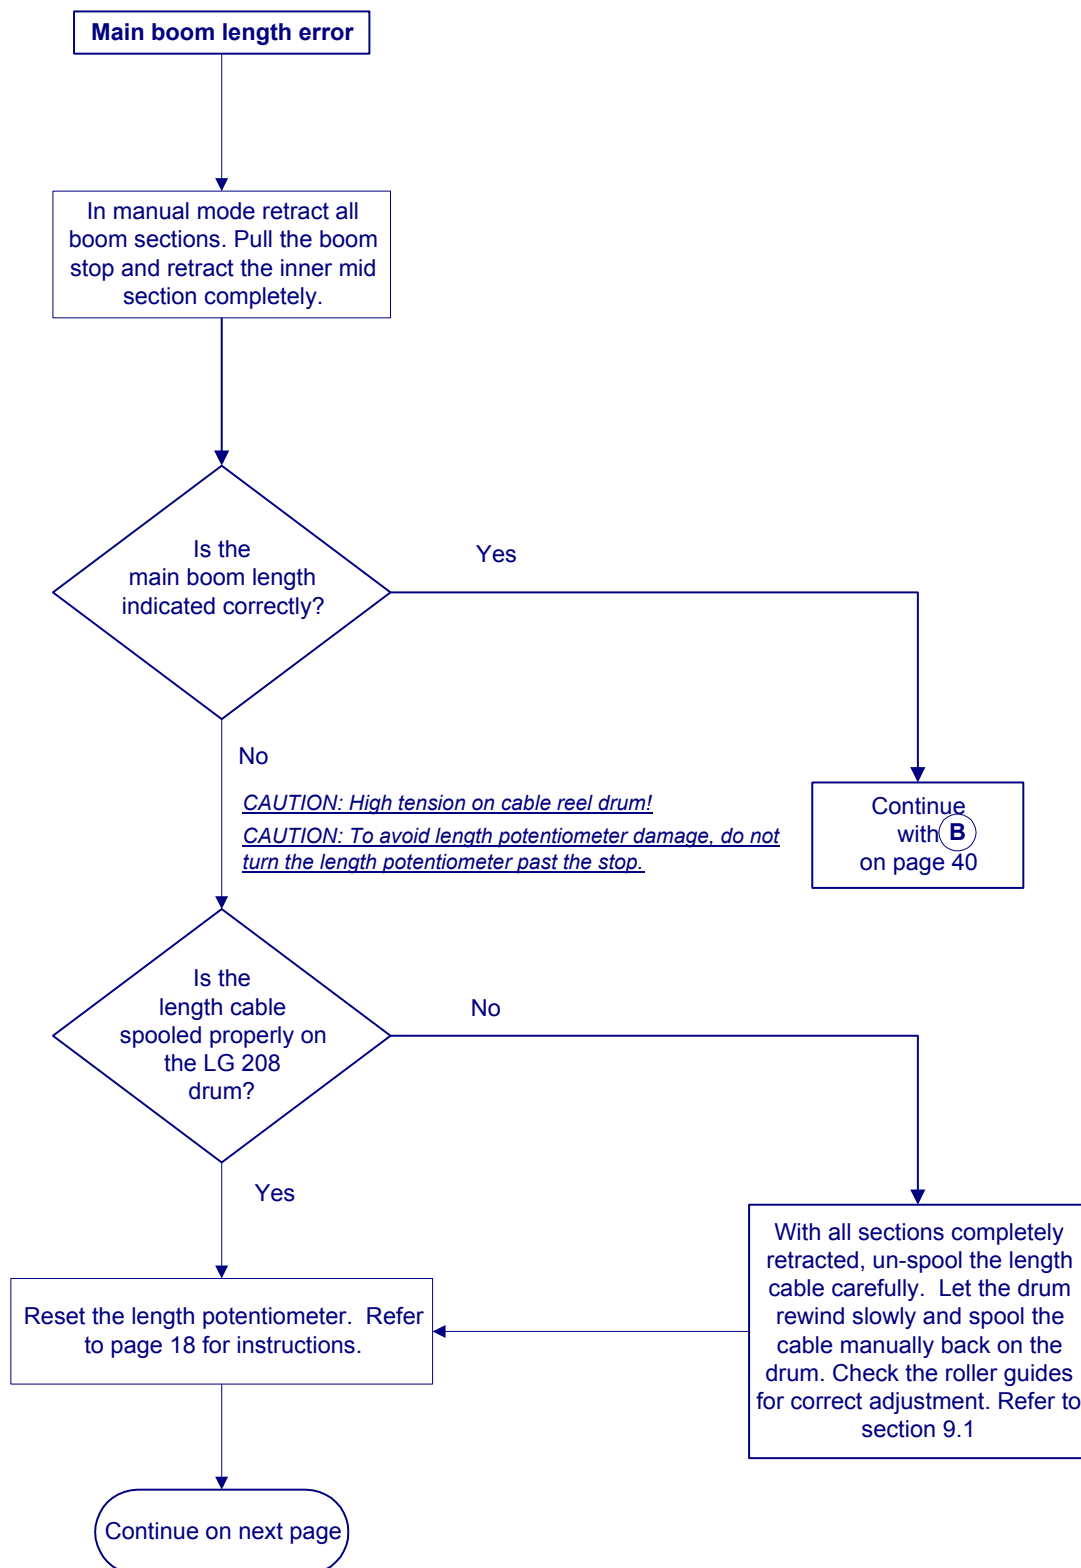 Main boom length error
In manual mode retract all
boom sections. Pull the boom
stop and retract the inner mid
section completely.
Is the
main boom length
indicated correctly?
Yes
No
CAUTION: High tension on cable reel drum!
CAUTION: To avoid length potentiometer damage, do not
turn the length potentiometer past the stop.
Continue
with B
on page 40
Is the
length cable
spooled properly on
the LG 208
drum?
No
Yes
With all sections completely
retracted, un-spool the length
cable carefully. Let the drum
rewind slowly and spool the
cable manually back on the
drum. Check the roller guides
for correct adjustment. Refer to
section 9.1
Reset the length potentiometer. Refer
to page 18 for instructions.
Continue on next page